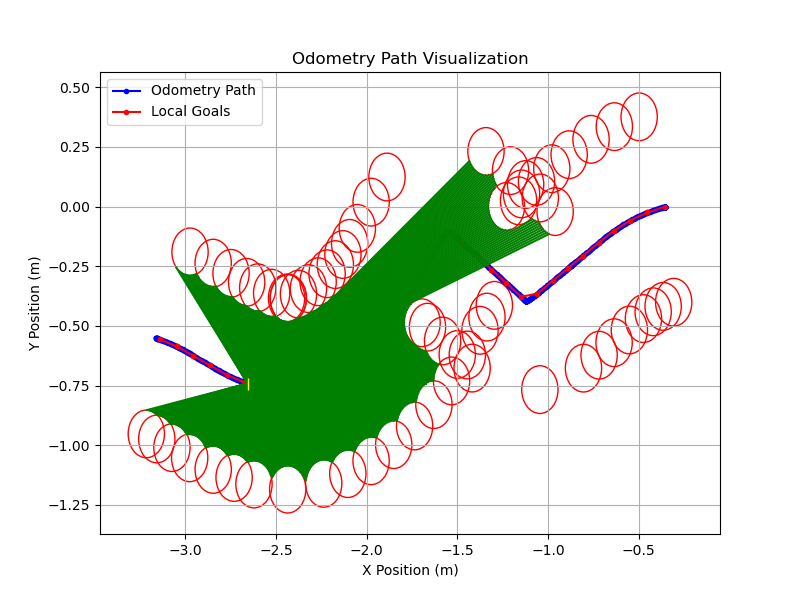 Odometry Path Visualization
Odometry Path
Local Goals
0.50
0.25
0.00
−0.25
−0.50
−0.75
−1.00
−1.25
Y Position (m)
−3.0 −2.5 −2.0 −1.5 −1.0 −0.5
X Position (m)